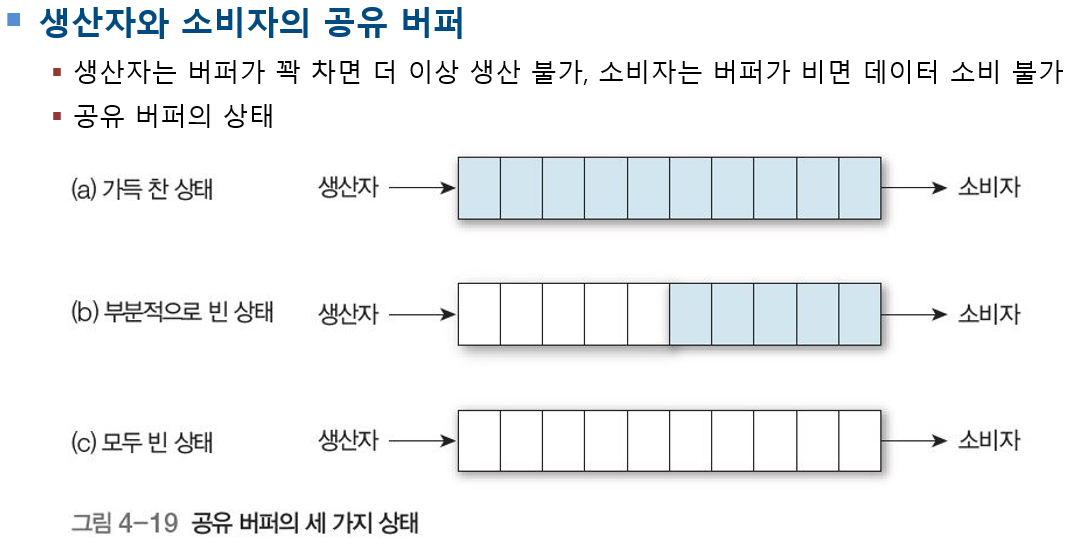 생산자와 소비자의 공유 버퍼
생산자는 버퍼가 꽉 차면 더 이상 생산 불가, 소비자는 버퍼가 비면 데이터 소비 불가
공유 버퍼의 상태
(a) 가득 찬 상태 생산자 소비자
(b) 부분적으로 빈 상태 생산자 소비자
(c) 모두 빈 상태 생산자 소비자
그림 4-19 공유 버퍼의 세 가지 상태